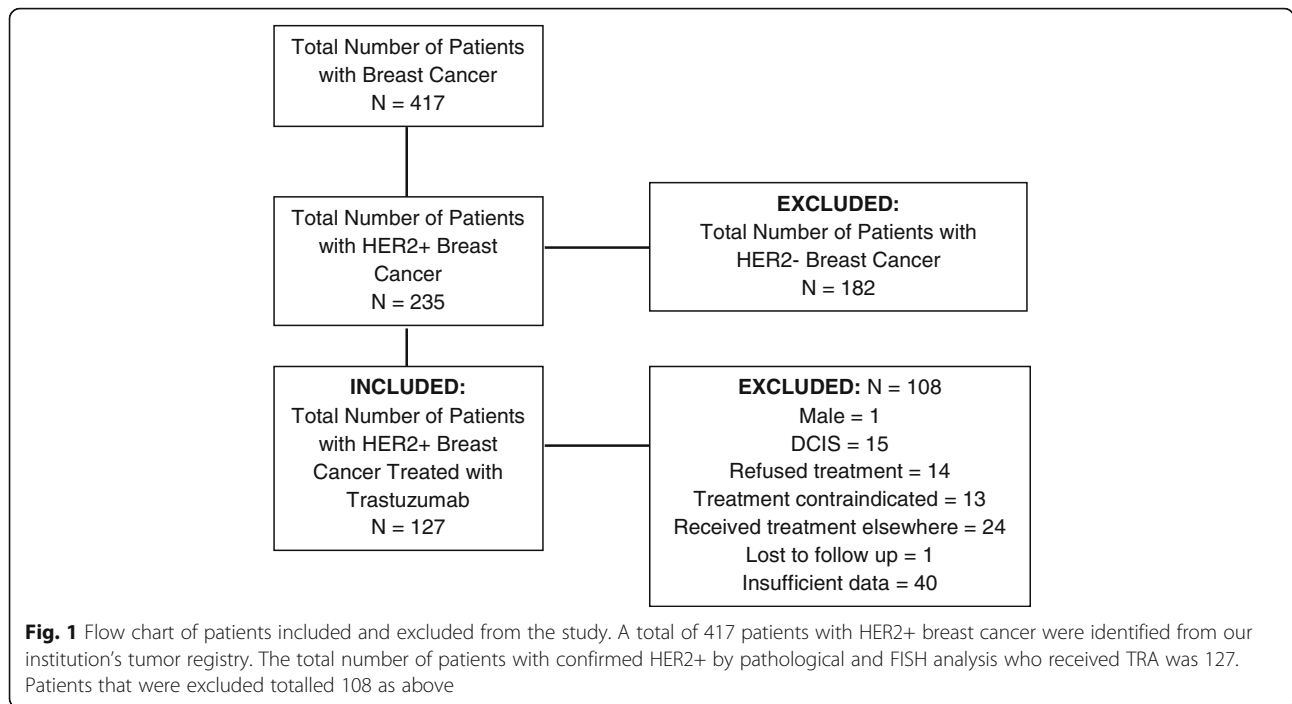 Total Number of Patients
with Breast Cancer
N = 417
Total Number of Patients
with HER2+ Breast
Cancer
N = 235
EXCLUDED:
Total Number of Patients with
HER2- Breast Cancer
N = 182
INCLUDED:
Total Number of Patients
with HER2+ Breast
Cancer Treated with
Trastuzumab
N = 127
EXCLUDED: N = 108
Male = 1
DCIS = 15
Refused treatment = 14
Treatment contraindicated = 13
Received treatment elsewhere = 24
Lost to follow up = 1
Insufficient data = 40
Fig. 1 Flow chart of patients included and excluded from the study. A total of 417 patients with HER2+ breast cancer were identified from our
institution's tumor registry. The total number of patients with confirmed HER2+ by pathological and FISH analysis who received TRA was 127.
Patients that were excluded totalled 108 as above